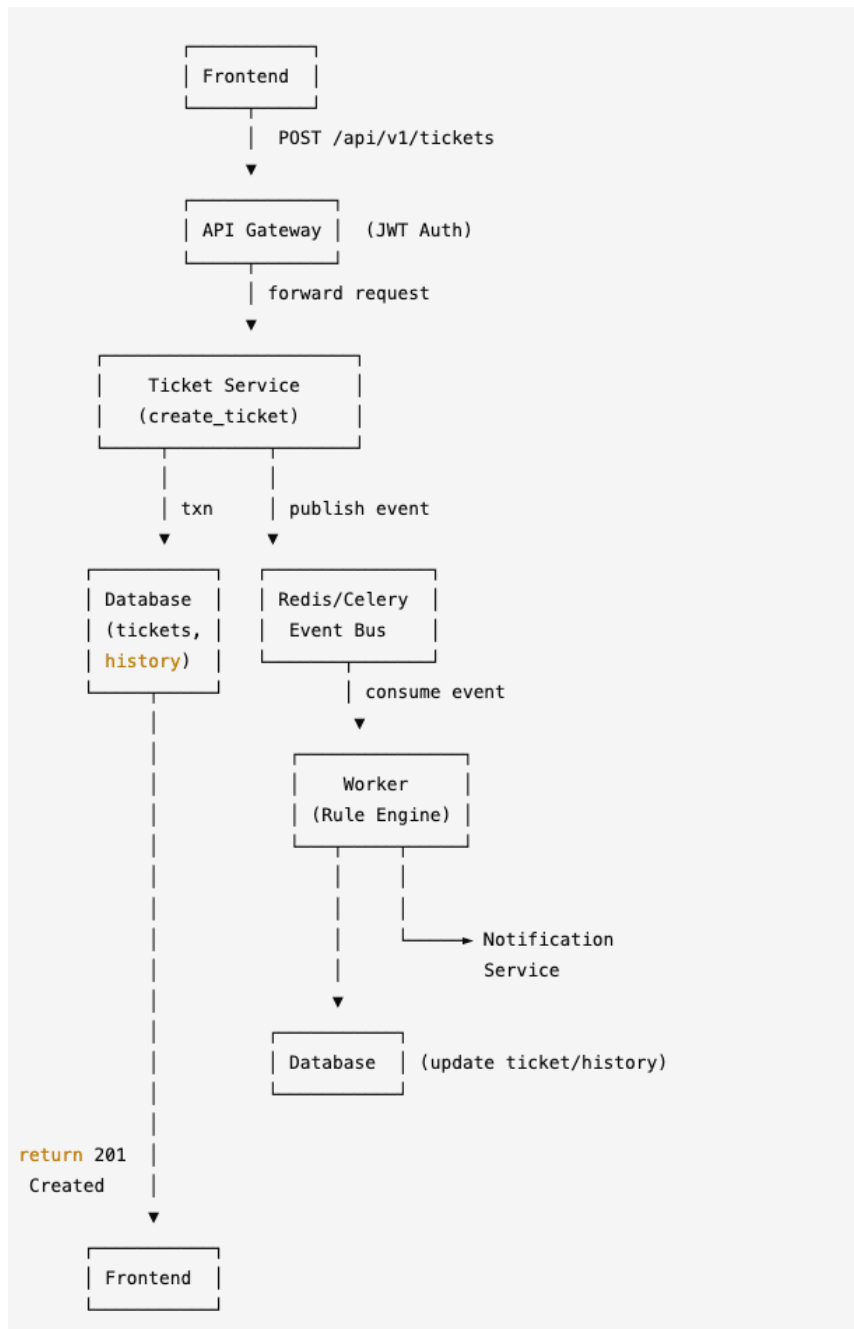 Frontend
POST /api/v1/tickets
API Gateway (JWT Auth)
forward request
Ticket Service
(create_ticket)
txn publish event
Database Redis/Celery
(tickets, Event Bus
history)
consume event
Worker
(Rule Engine)
Notification
Service
Database (update ticket/history)
return 201
Created
Frontend